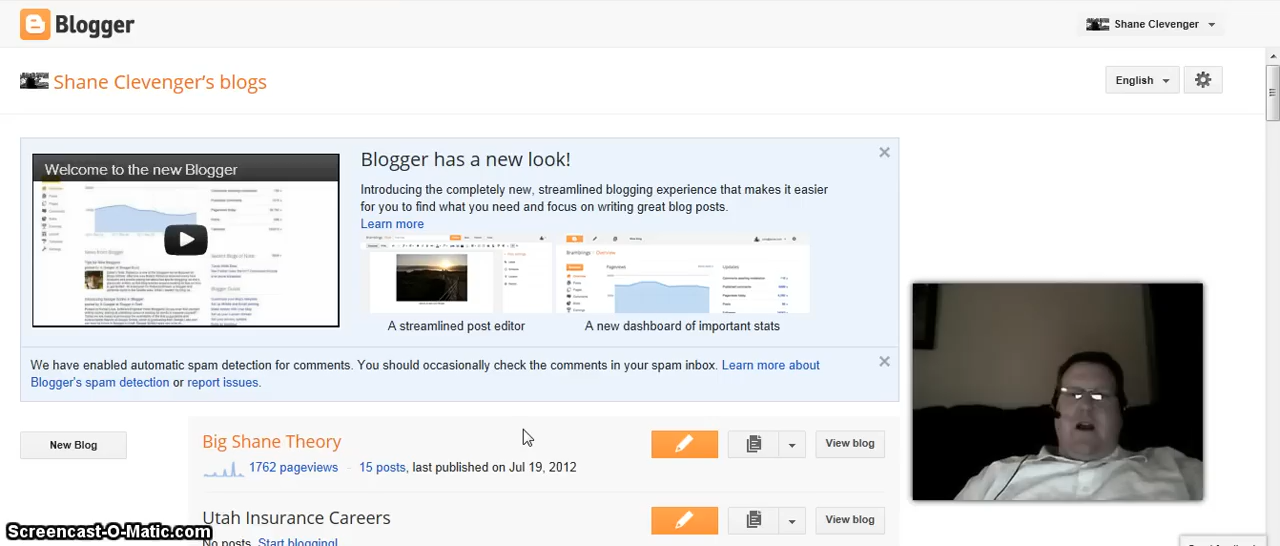 Blogger
Shane Clevenger
Shane Clevenger's blogs
English
Welcome to the new Blogger
Blogger has a new look!
Introducing the completely new, streamlined blogging experience that makes it easier
for you to find what you need and focus on writing great blog posts.
Learn more
A streamlined post editor
A new dashboard of important stats
We have enabled automatic spam detection for comments. You should occasionally check the comments in your spam inbox. Learn more about
Blogger's spam detection or report issues.
New Blog
Big Shane Theory
View blog
1762 pageviews - 15 posts, last published on Jul 19, 2012
Utah Insurance Careers
View blog
No posts. Start blogging!
Screencast-O-Matic.com